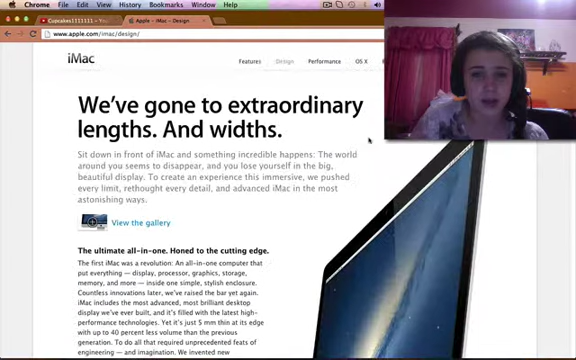 Chrome File Edit View History Bookmarks Window Help
Cupcakes1111111 - You
Apple - iMac - Design
www.apple.com/imac/design/
iMac
Features Design Performance OS X
We've gone to extraordinary
lengths. And widths.
Sit down in front of iMac and something incredible happens: The world
around you seems to disappear, and you lose yourself in the big,
beautiful display. To create an experience this immersive, we pushed
every limit, rethought every detail, and advanced iMac in the most
astonishing ways.
View the gallery
The ultimate all-in-one. Honed to the cutting edge.
The first iMac was a revolution: An all-in-one computer that
put everything — display, processor, graphics, storage,
memory, and more — inside one simple, stylish enclosure.
Countless innovations later, we've raised the bar yet again.
iMac includes the most advanced, most brilliant desktop
display we've ever built, and it's filled with the latest high-
performance technologies. Yet it's just 5 mm thin at its edge
with up to 40 percent less volume than the previous
generation. To do all that required unprecedented feats of
engineering — and imagination. We invented new